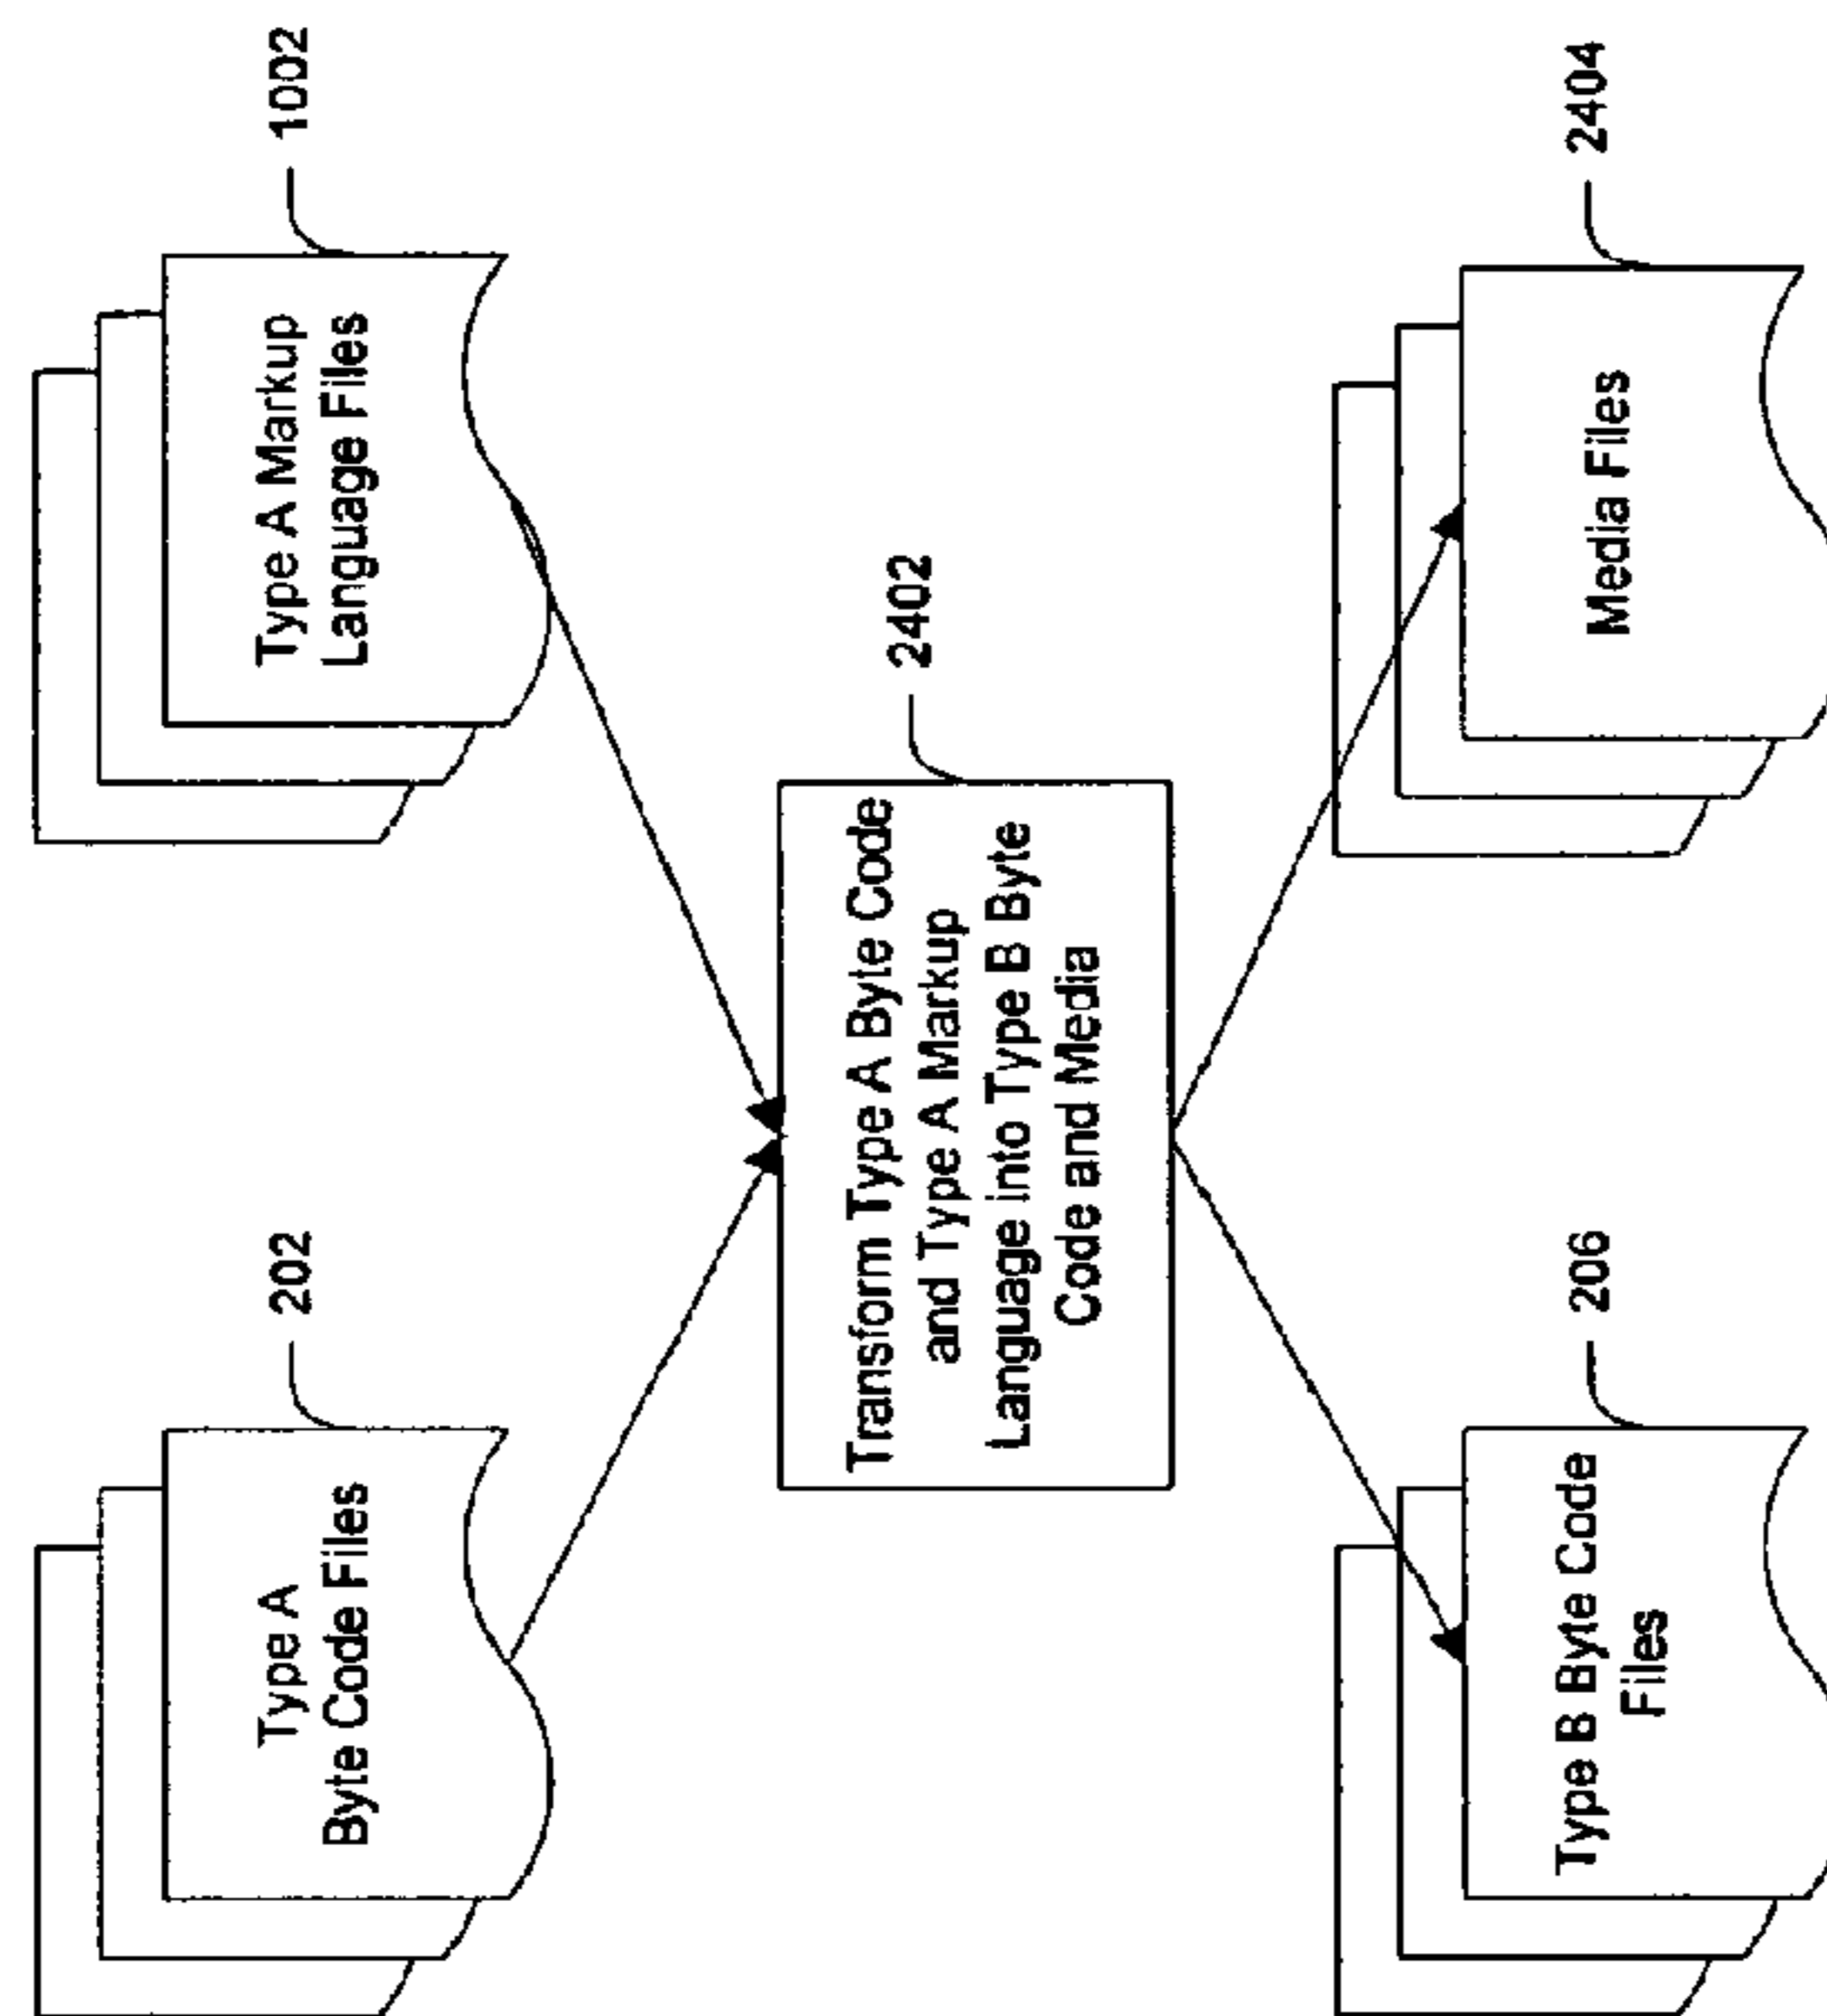 Type A
Byte Code Files
202
Type A Markup
Language Files
1002
Transform Type A Byte Code
and Type A Markup
Language into Type B Byte
Code and Media
2402
Type B Byte Code
Files
206
Media Files
2404